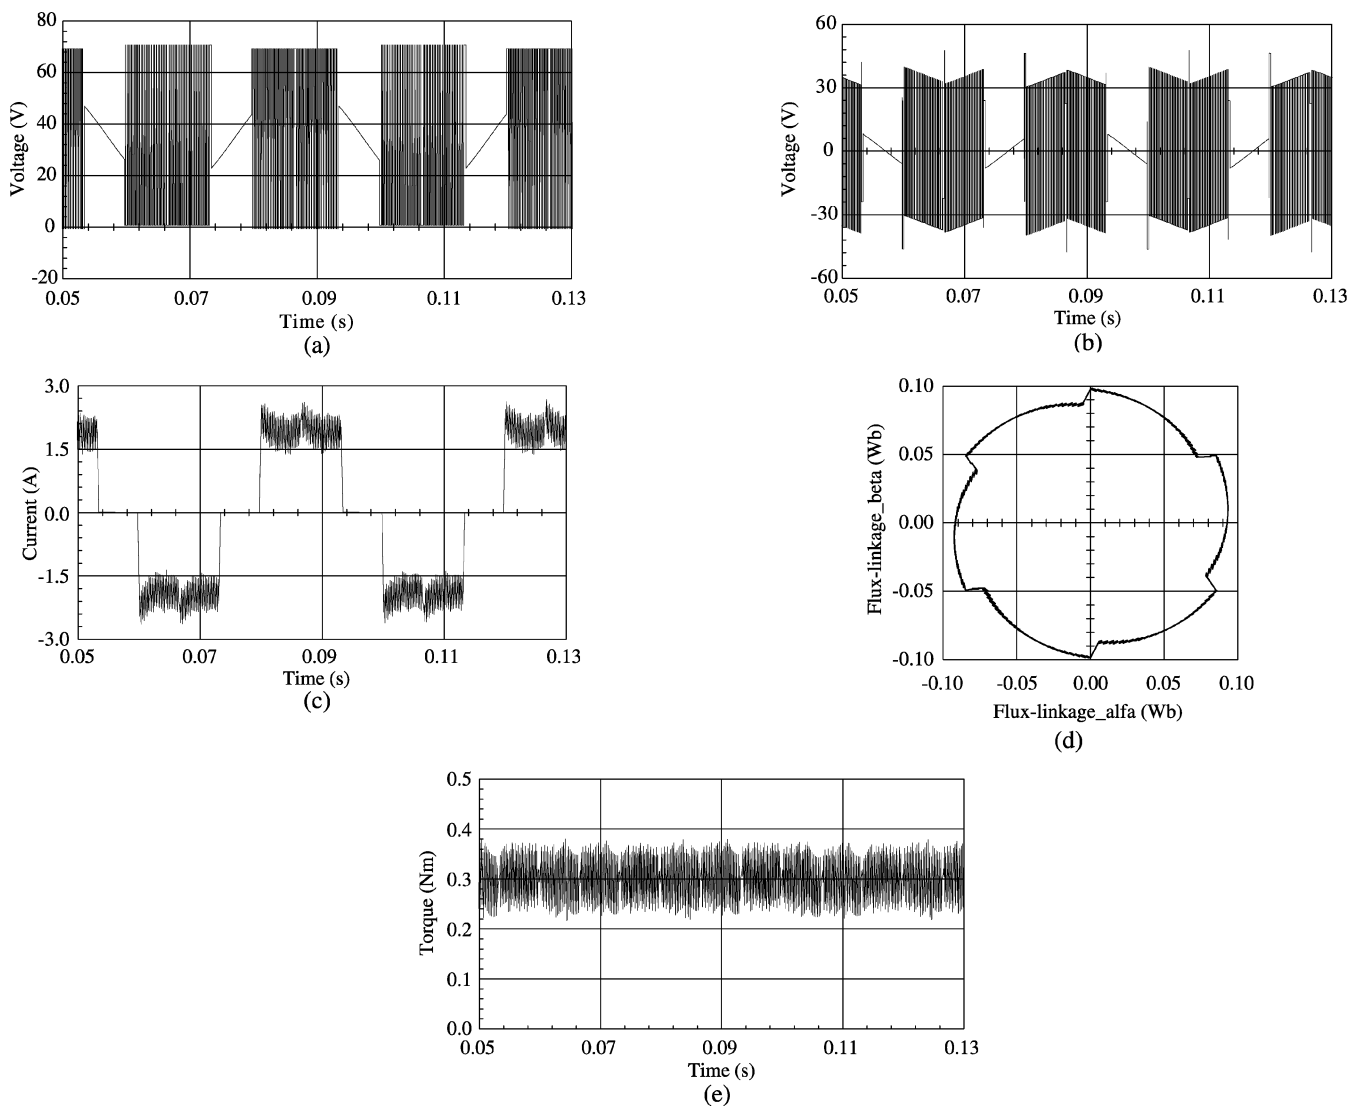 80
60
40
20
0
-20
Voltage (V)
0.05 0.07 0.09 0.11 0.13
Time (s)
(a)
60
30
0
-30
-60
Voltage (V)
0.05 0.07 0.09 0.11 0.13
Time (s)
(b)
3.0
1.5
0.0
-1.5
-3.0
Current (A)
0.05 0.07 0.09 0.11 0.13
Time (s)
(c)
0.10
0.05
0.00
-0.05
-0.10
Flux-linkage_beta (Wb)
-0.10 -0.05 0.00 0.05 0.10
Flux-linkage_alfa (Wb)
(d)
0.5
0.4
0.3
0.2
0.1
0.0
Torque (Nm)
0.05 0.07 0.09 0.11 0.13
Time (s)
(e)